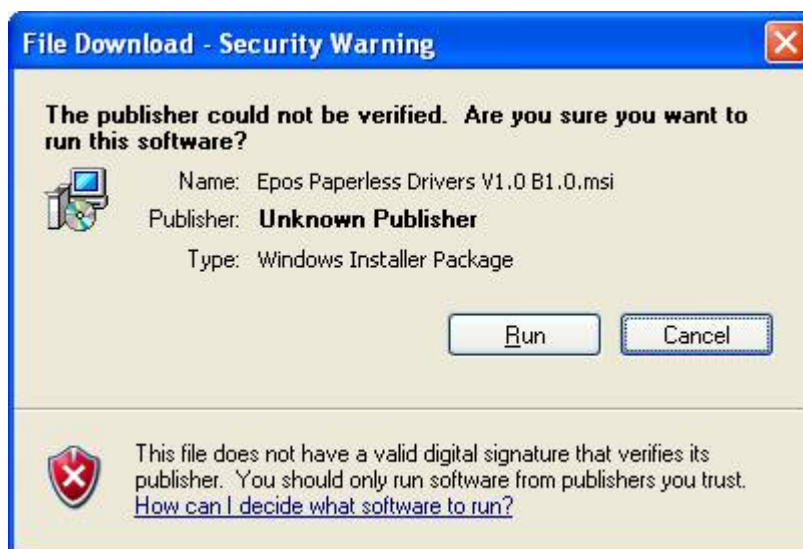 File Download - Security Warning
The publisher could not be verified.  Are you sure you want to
run this software?
Name: Epos Paperless Drivers V1.0 B1.0.msi
Publisher: Unknown Publisher
Type: Windows Installer Package
Run Cancel
This file does not have a valid digital signature that verifies its
publisher.  You should only run software from publishers you trust.
How can I decide what software to run?